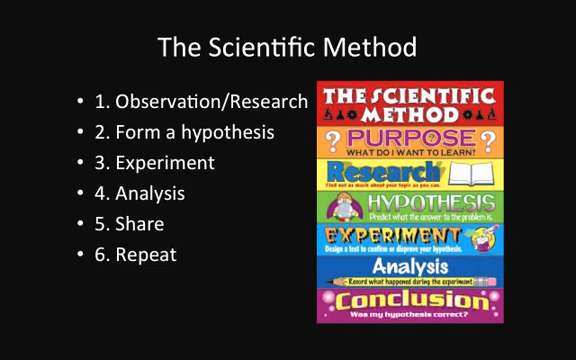 The Scientific Method
• 1. Observation/Research
• 2. Form a hypothesis
• 3. Experiment
• 4. Analysis
• 5. Share
• 6. Repeat
THE SCIENTIFIC
METHOD
? PURPOSE ?
WHAT DO I WANT TO LEARN?
Research
Find out as much about your topic as you can.
HYPOTHESIS
Predict what the answer to the problem is.
EXPERIMENT
Design a test to confirm or disprove your hypothesis.
Analysis
Record what happened during the experiment
Conclusion
Was my hypothesis correct?